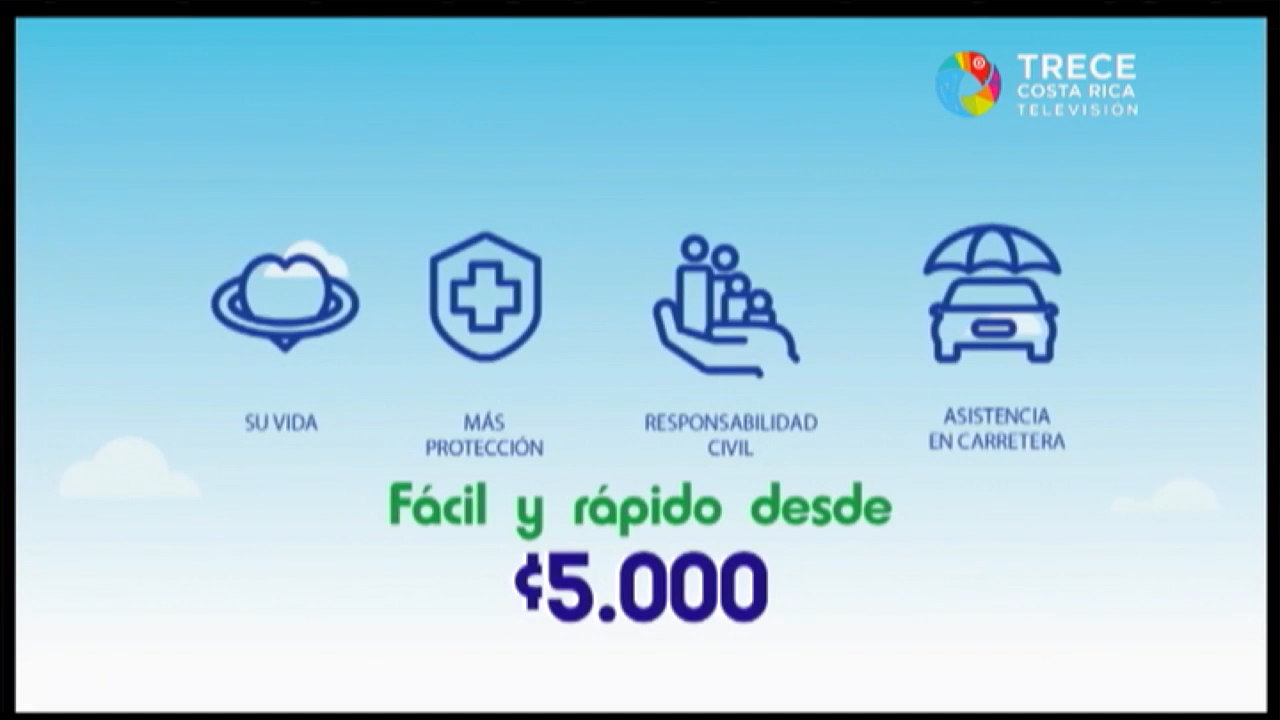 TRECE
COSTA RICA
TELEVISIÓN
SU VIDA
MÁS
PROTECCIÓN
RESPONSABILIDAD
CIVIL
ASISTENCIA
EN CARRETERA
Fácil y rápido desde
¢5.000